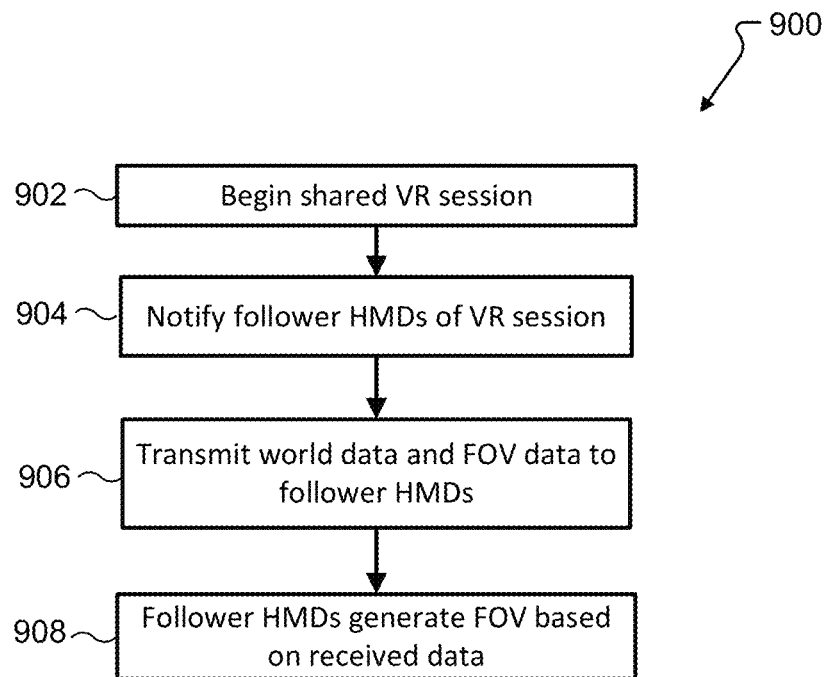 900
902
Begin shared VR session
904
Notify follower HMDs of VR session
906
Transmit world data and FOV data to
follower HMDs
908
Follower HMDs generate FOV based
on received data